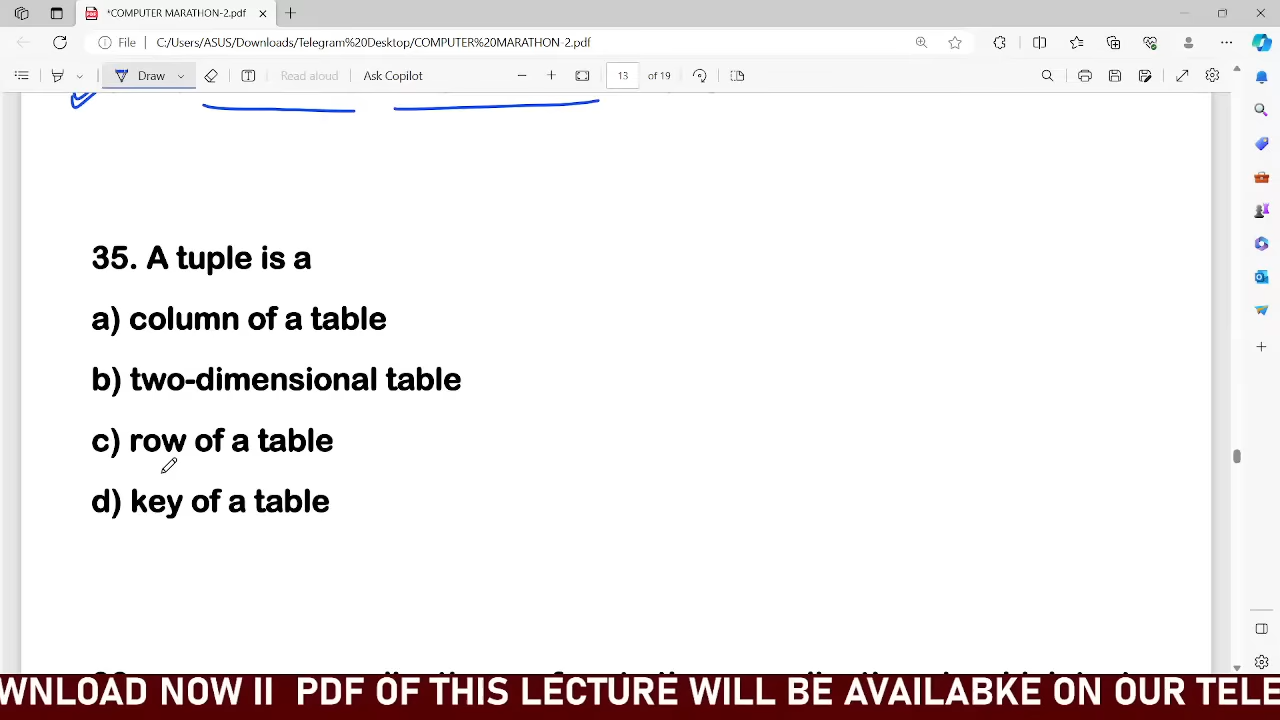 *COMPUTER MARATHON-2.pdf
File C:/Users/ASUS/Downloads/Telegram%20Desktop/COMPUTER%20MARATHON-2.pdf
Draw Read aloud Ask Copilot 13 of 19
35. A tuple is a
a) column of a table
b) two-dimensional table
c) row of a table
d) key of a table
WNLOAD NOW II PDF OF THIS LECTURE WILL BE AVAILABKE ON OUR TELE